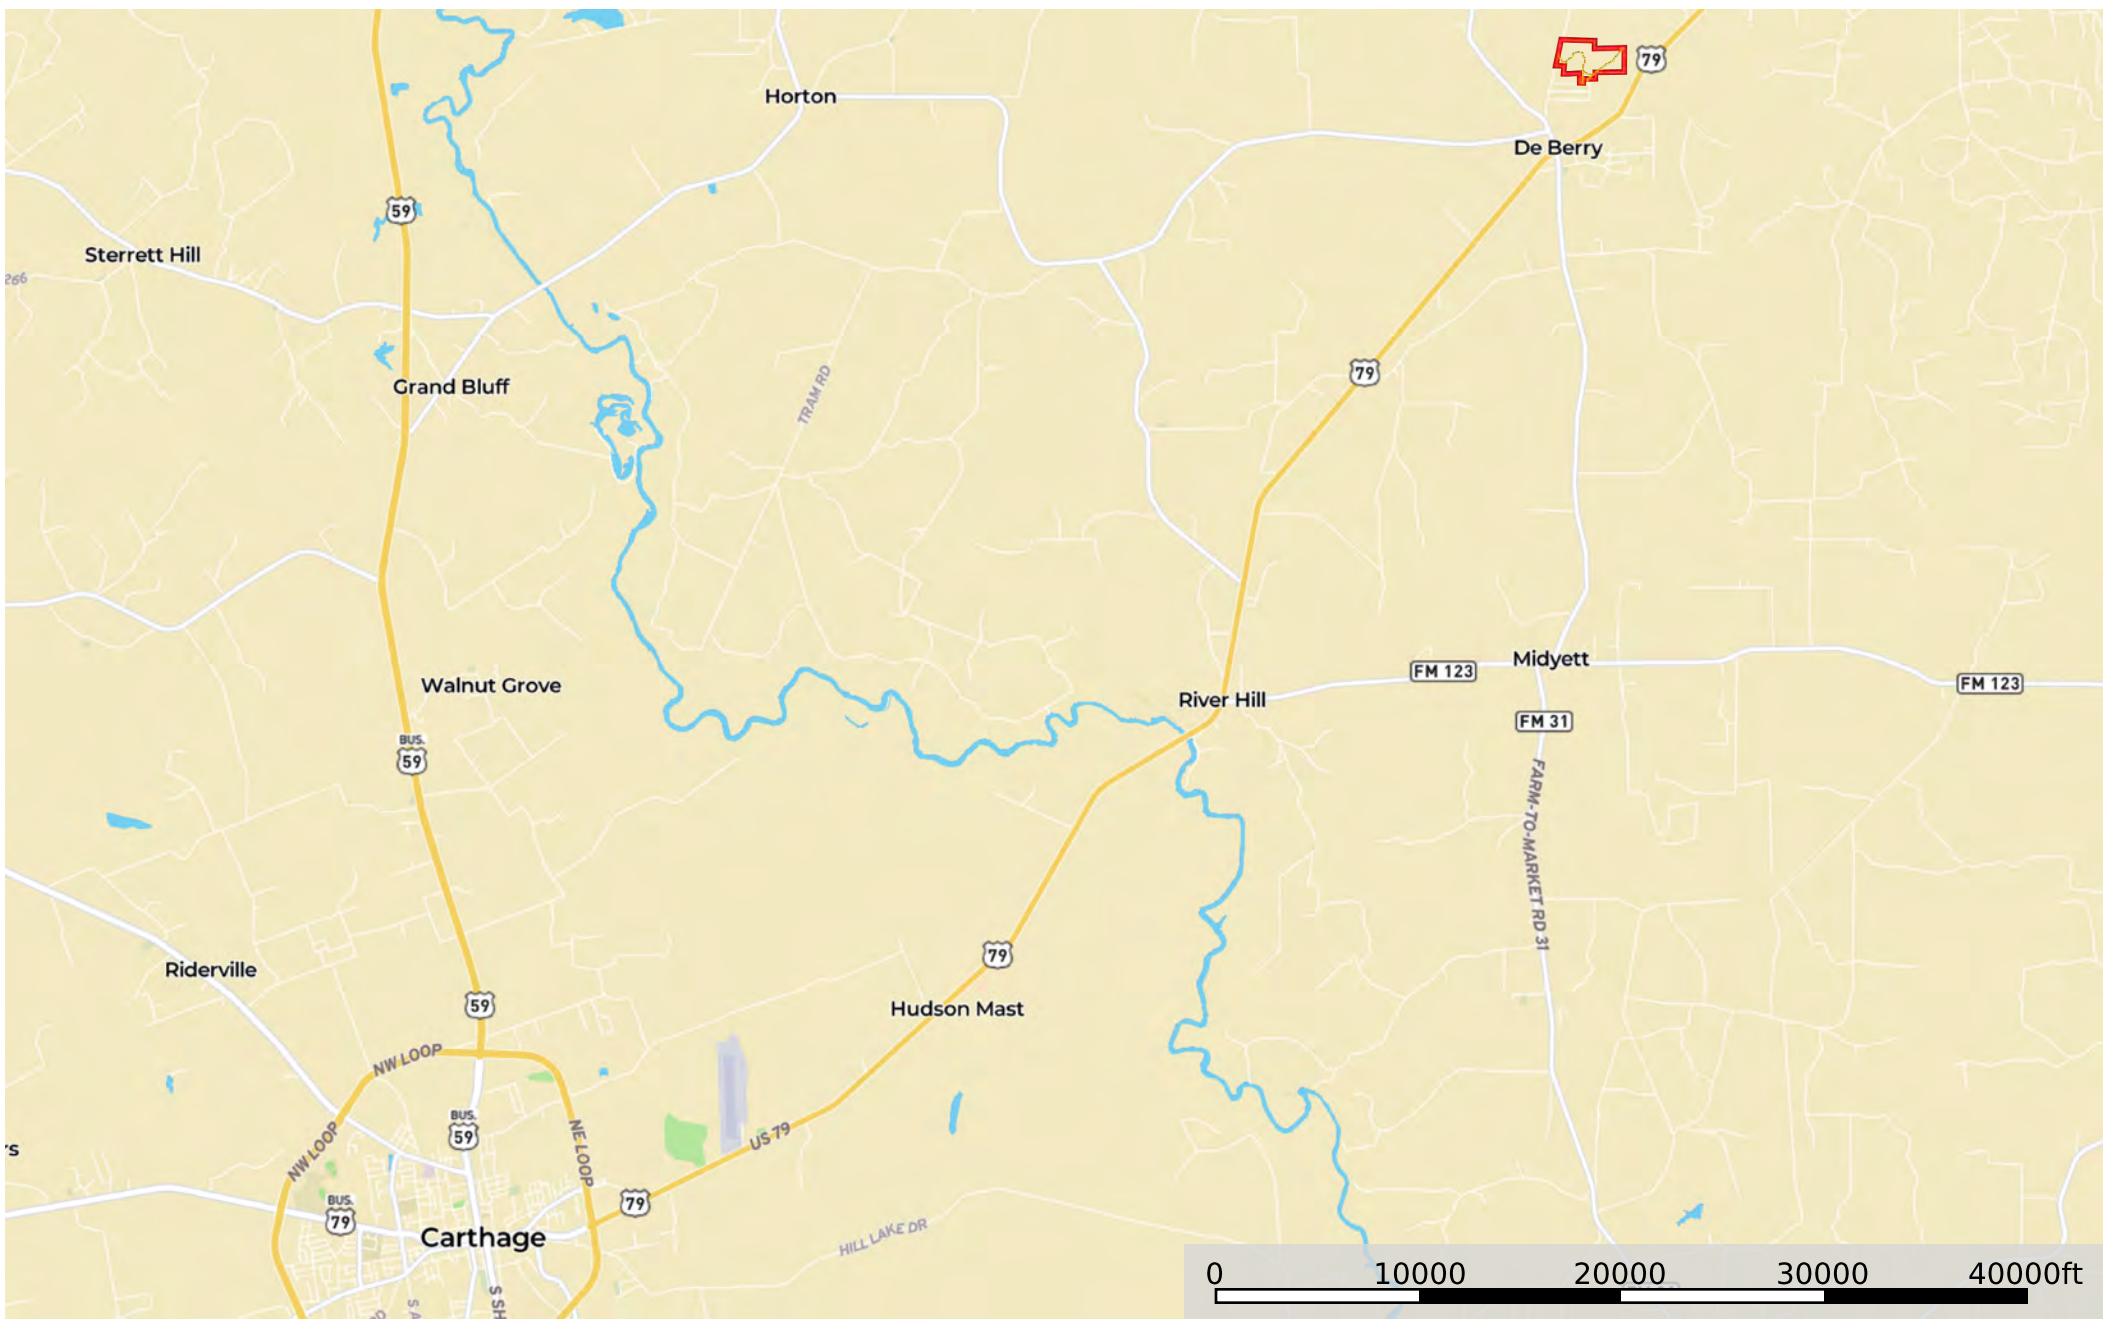 79
Horton
De Berry
59
Sterrett Hill
266
79
Grand Bluff
TRAM RD
Midyett
FM 123
FM 123
Walnut Grove
River Hill
FM 31
BUS.
59
FARM-TO-MARKET RD 31
79
Riderville
59
Hudson Mast
NW LOOP
BUS.
59
US 79
NE LOOP
NW LOOP
rs
79
BUS.
79
Carthage
HILL LAKE DR
0 10000 20000 30000 40000ft
S SH
S A